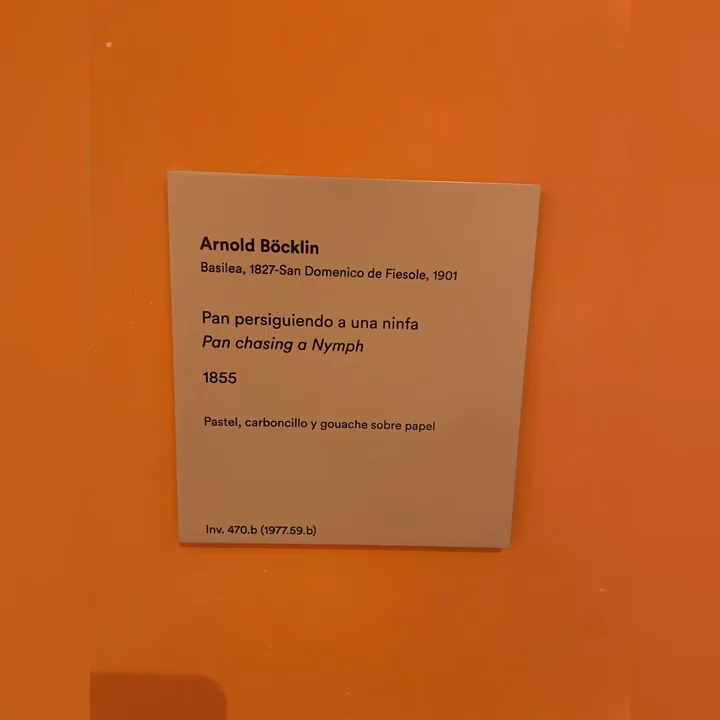 Arnold Böcklin
Basilea, 1827-San Domenico de Fiesole, 1901
Pan persiguiendo a una ninfa
Pan chasing a Nymph
1855
Pastel, carboncillo y gouache sobre papel
Inv. 470.b (1977.59.b)